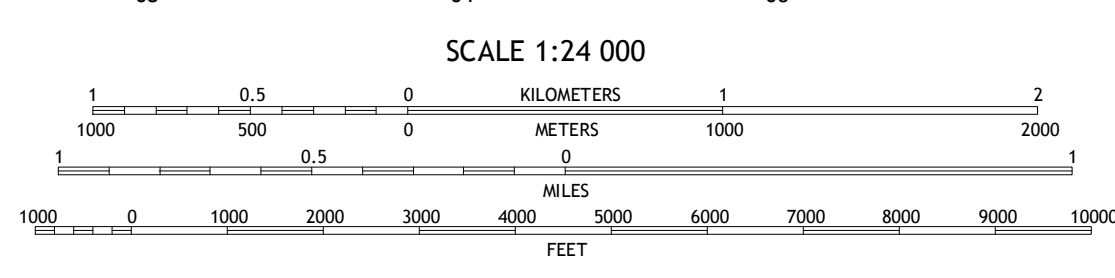 SCALE 1:24 000
1 0.5 0 KILOMETERS 1 2
1000 500 0 METERS 1000 2000
1 0.5 0 1
MILES
1000 0 1000 2000 3000 4000 5000 6000 7000 8000 9000 10000
FEET